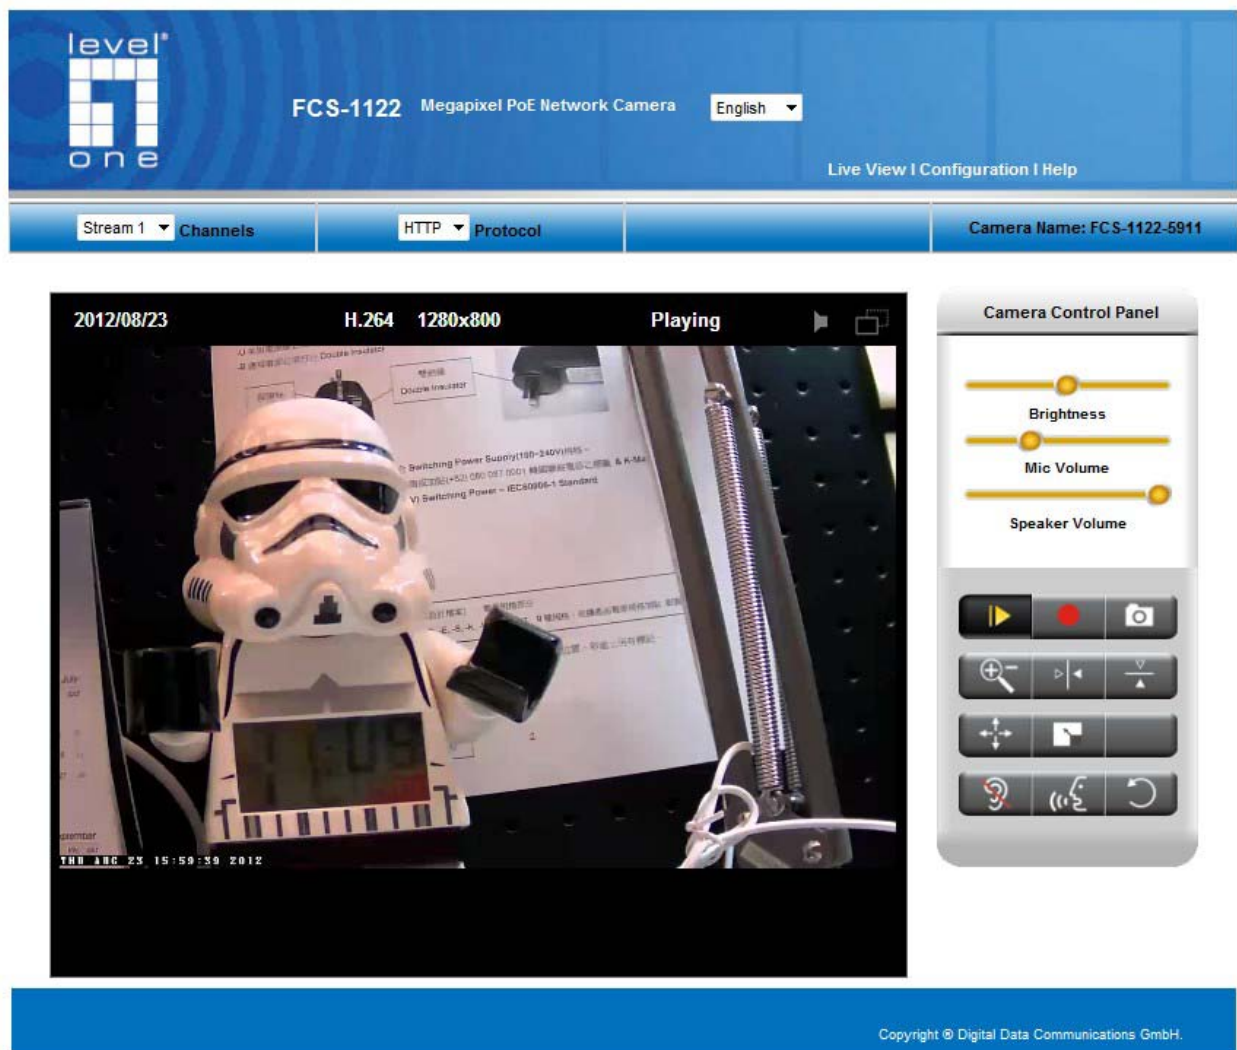 level®
one
FCS-1122 Megapixel PoE Network Camera English
Live View I Configuration I Help
Stream 1 Channels HTTP Protocol Camera Name: FCS-1122-5911
2012/08/23 H.264 1280x800 Playing
Camera Control Panel
Brightness
Mic Volume
Speaker Volume
Double Insulator
Double Insulator
Switching Power Supply(100~240V)
V) Switching Power ~ IEC60906-1 Standard
THU AUG 23 15:59:39 2012
Copyright ® Digital Data Communications GmbH.